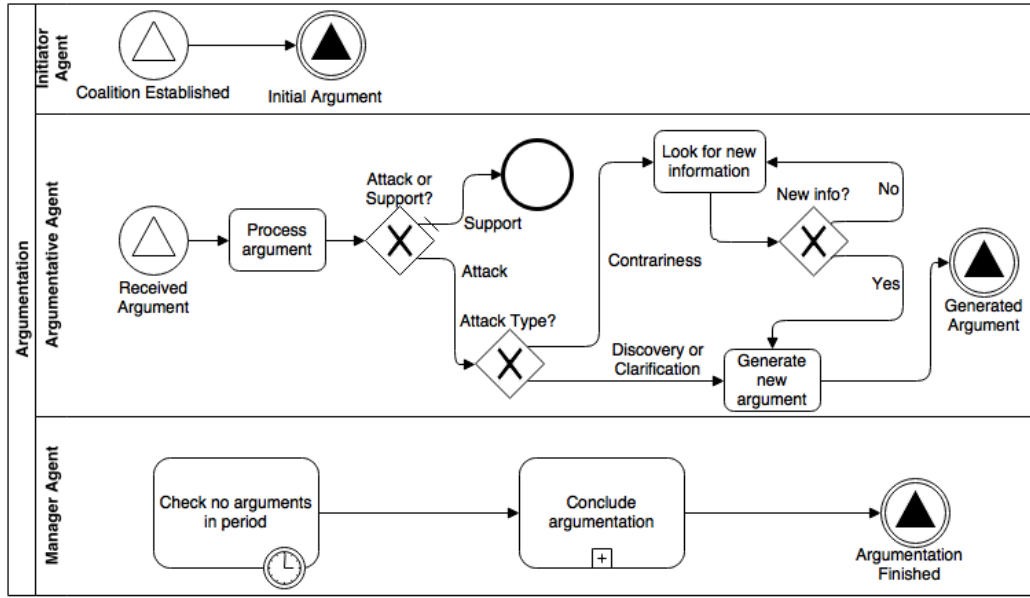 Argumentation
Initiator
Agent
Coalition Established
Initial Argument
Argumentative Agent
Received
Argument
Process
argument
Attack or
Support?
Support
Attack
Attack Type?
Contrariness
Discovery or
Clarification
Look for new
information
New info?
No
Yes
Generate
new
argument
Generated
Argument
Manager Agent
Check no arguments
in period
Conclude
argumentation
Argumentation
Finished